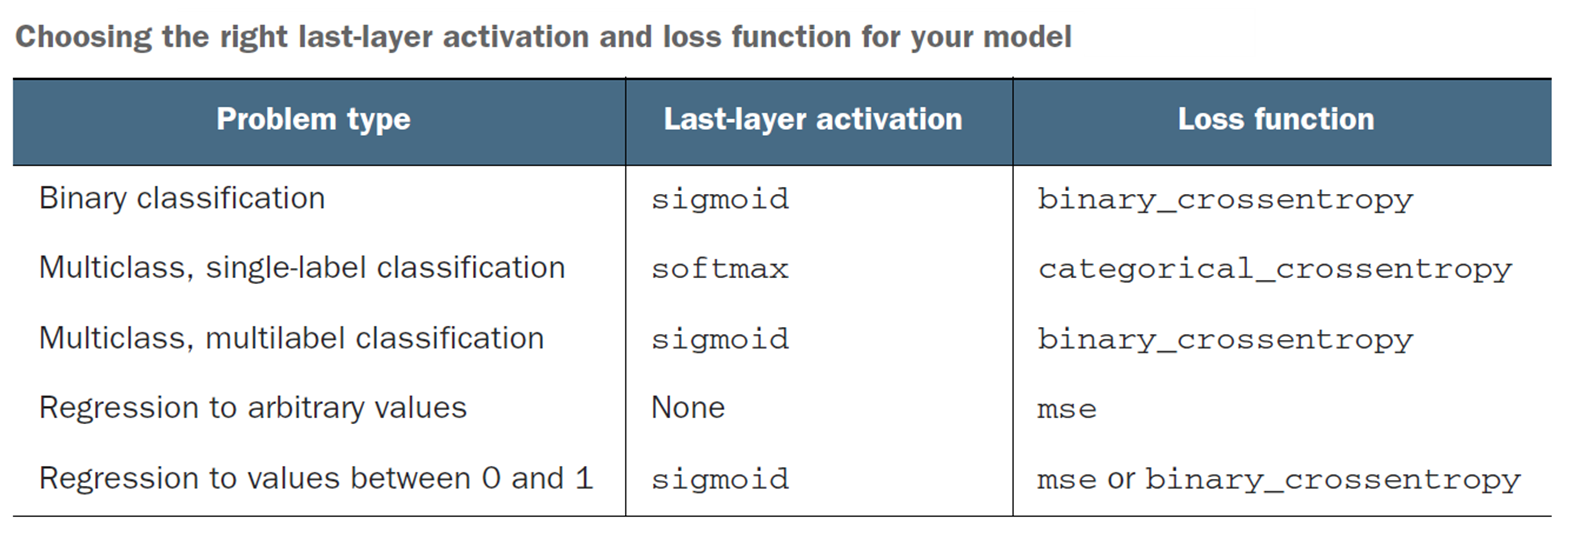 Choosing the right last-layer activation and loss function for your model
Problem type Last-layer activation Loss function
Binary classification sigmoid binary_crossentropy
Multiclass, single-label classification softmax categorical_crossentropy
Multiclass, multilabel classification sigmoid binary_crossentropy
Regression to arbitrary values None mse
Regression to values between 0 and 1 sigmoid mse or binary_crossentropy